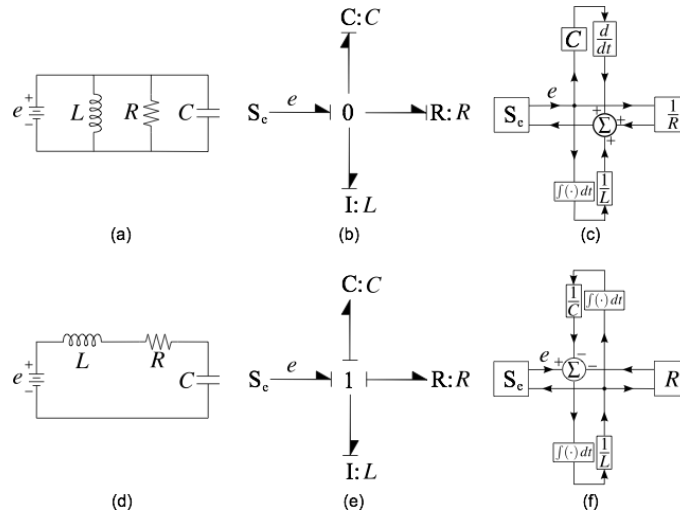 C: C
C
d/dt
e
+
−
L
R
C
S_e
e
0
R: R
S_e
e
1/R
Σ
+
+
+
I: L
∫(·) dt
1/L
(a)
(b)
(c)
C: C
1/C
∫(·) dt
e
+
−
L
R
C
S_e
e
1
R: R
S_e
e
+
−
−
Σ
R
I: L
∫(·) dt
1/L
(d)
(e)
(f)